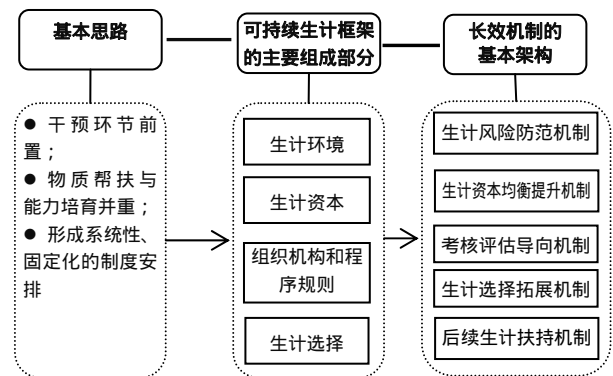 基本思路
可持续生计框架
的主要组成部分
长效机制的
基本架构
● 干预环节前
置；
● 物质帮扶与
能力培育并重；
● 形成系统性、
固定化的制度安
排
生计环境
生计资本
组织机构和程
序规则
生计选择
生计风险防范机制
生计资本均衡提升机制
考核评估导向机制
生计选择拓展机制
后续生计扶持机制